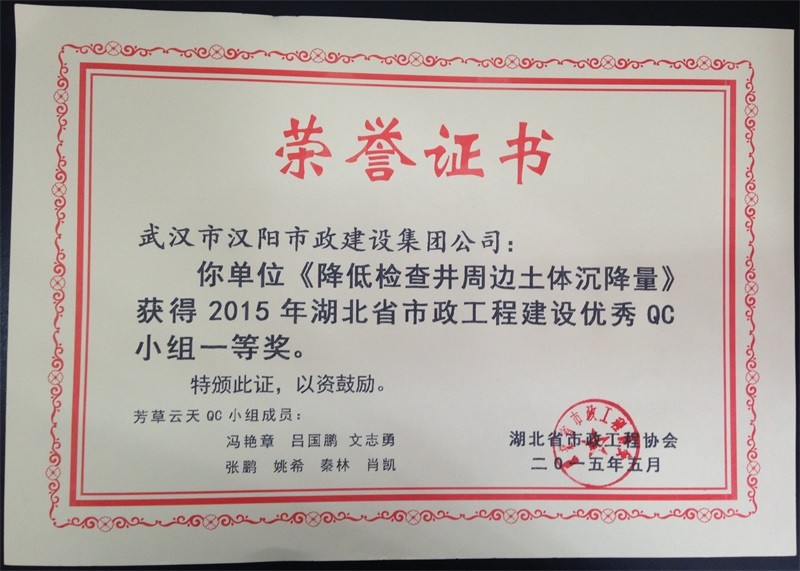 荣誉证书
武汉市汉阳市政建设集团公司：
你单位《降低检查井周边土体沉降量》
获得 2015 年湖北省市政工程建设优秀 QC
小组一等奖。
特颁此证，以资鼓励。
芳草云天 QC 小组成员：
冯艳章 吕国鹏 文志勇
张鹏 姚希 秦林 肖凯
湖北省市政工程协会
二〇一五年五月